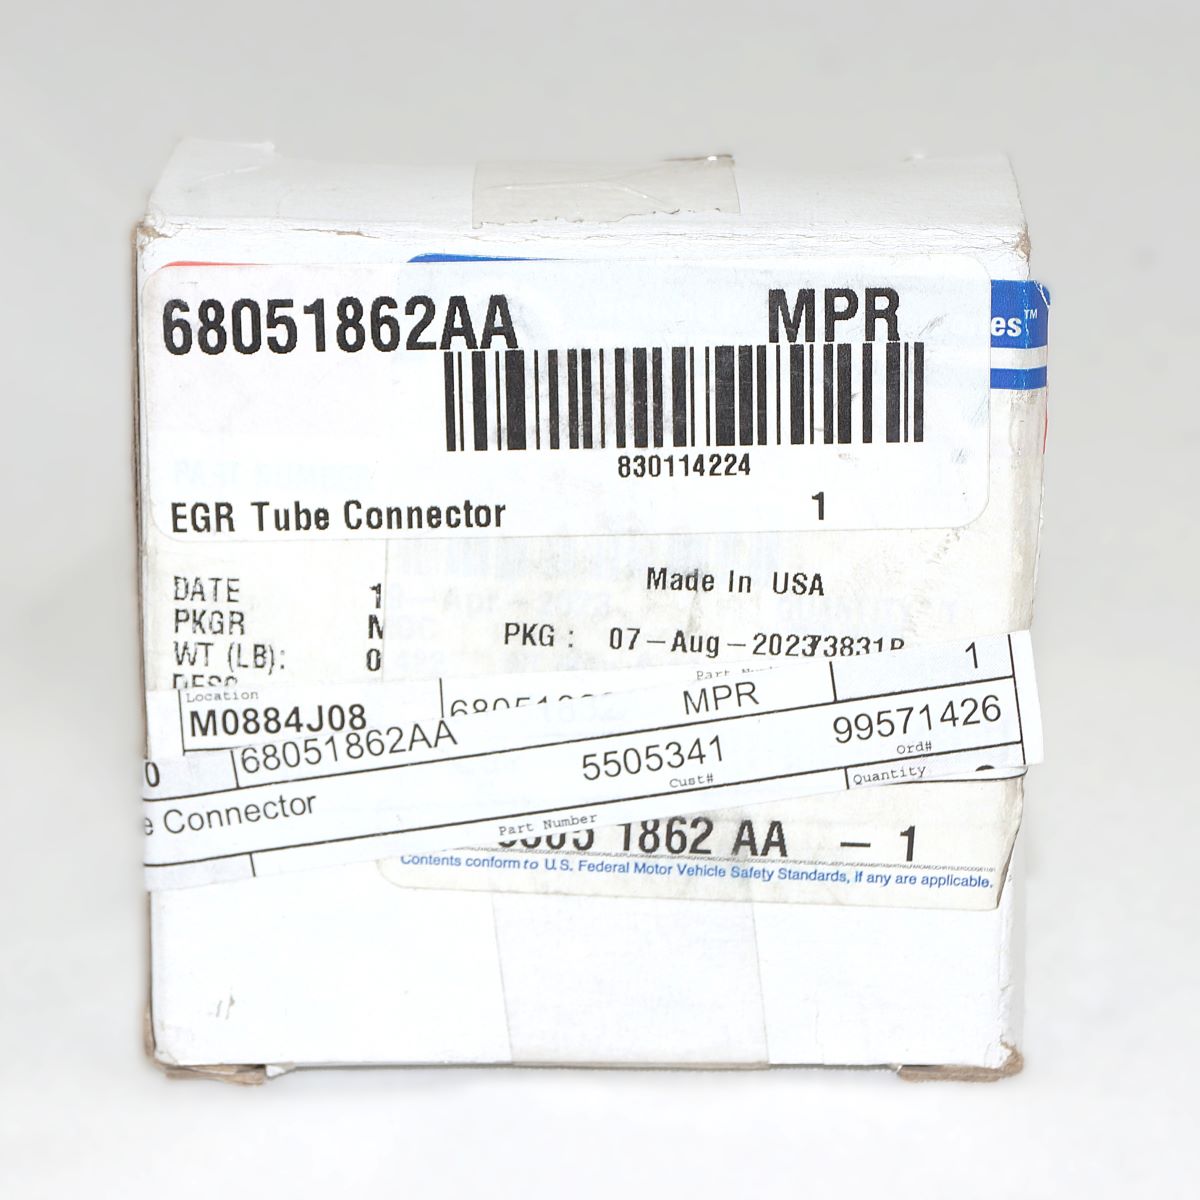 68051862AA MPR
es™
830114224
EGR Tube Connector 1
DATE 1
Made In USA
PKGR
PKG : 07-Aug-2023
WT (LB): 0
Location
M0884J08
MPR
1
68051862AA
5505341
99571426
Cust#
Ord#
Connector
Quantity
Part Number
1862 AA - 1
Contents conform to U.S. Federal Motor Vehicle Safety Standards, if any are applicable.